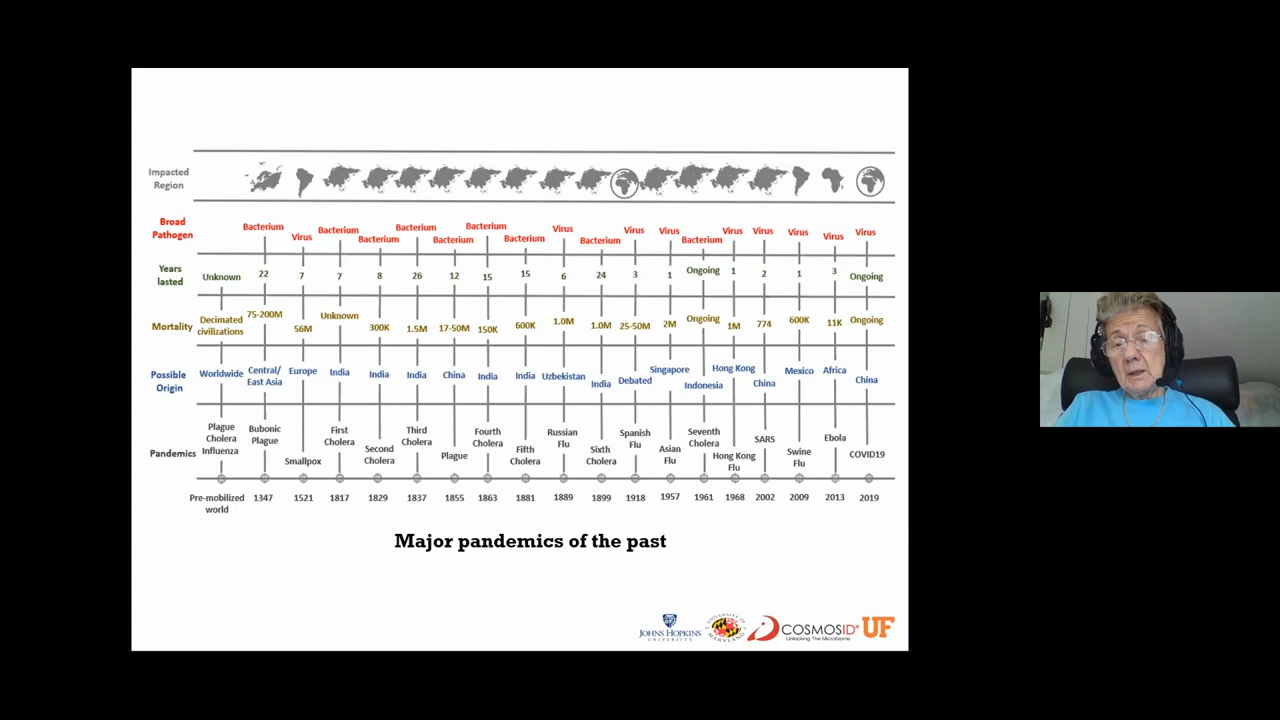 Impacted
Region
Broad
Pathogen
Bacterium Virus Bacterium Bacterium Bacterium Bacterium Bacterium Bacterium Virus Bacterium Virus Virus Bacterium Virus Virus Virus Virus Virus
Years
lasted
Unknown 22 7 7 8 26 12 15 15 6 24 3 1 Ongoing 1 2 1 3 Ongoing
Mortality
Decimated
civilizations
75-200M 56M Unknown 300K 1.5M 17-50M 150K 600K 1.0M 1.0M 25-50M 2M Ongoing 1M 774 600K 11K Ongoing
Possible
Origin
Worldwide
Central/
East Asia
Europe India India India China India India Uzbekistan India Debated Singapore Indonesia Hong Kong China Mexico Africa China
Pandemics
Plague
Cholera
Influenza
Bubonic
Plague
Smallpox
First
Cholera
Second
Cholera
Third
Cholera
Plague
Fourth
Cholera
Fifth
Cholera
Russian
Flu
Sixth
Cholera
Spanish
Flu
Asian
Flu
Seventh
Cholera
Hong Kong
Flu
SARS
Swine
Flu
Ebola
COVID19
Pre-mobilized
world
1347 1521 1817 1829 1837 1855 1863 1881 1889 1899 1918 1957 1961 1968 2002 2009 2013 2019
Major pandemics of the past
JOHNS HOPKINS
UNIVERSITY
COSMOSID®
Unlocking The Microbiome
UF